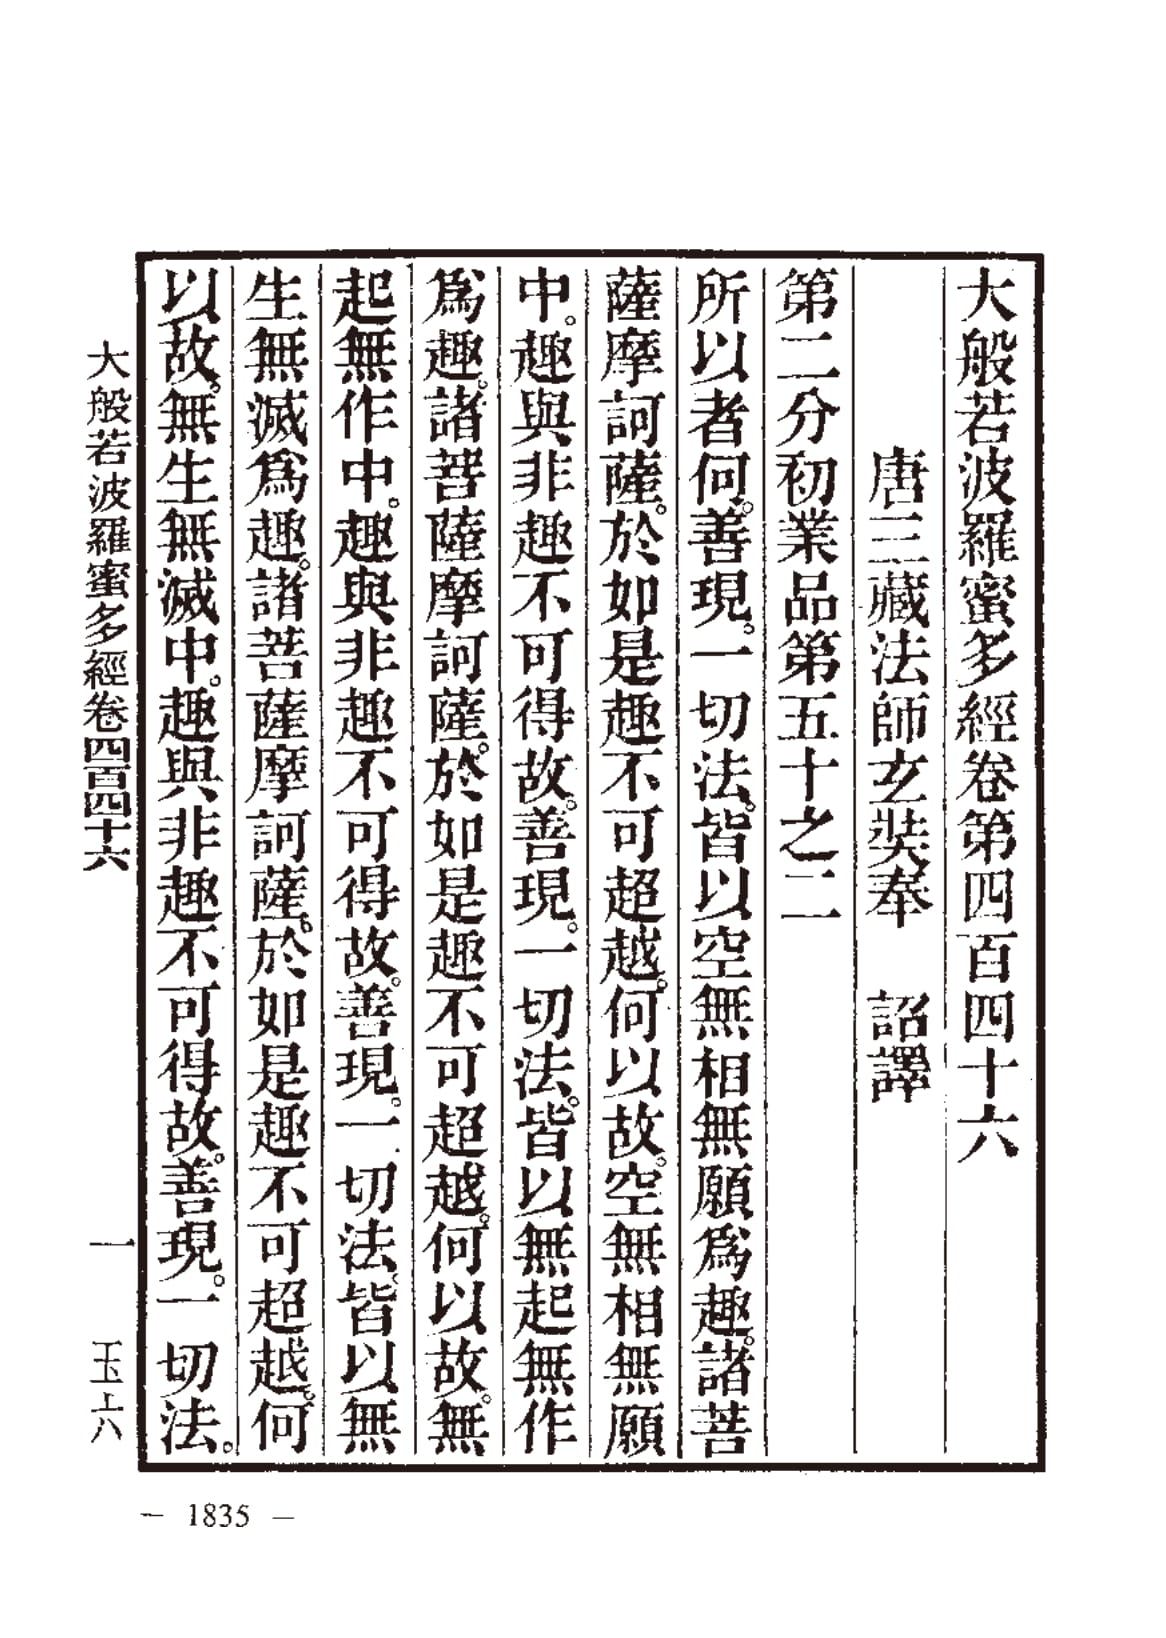 大般若波羅蜜多經卷第四百四十六
唐三藏法師玄奘奉　詔譯
第二分初業品第五十之二
所以者何。善現。一切法。皆以空無相無願爲趣。諸菩
薩摩訶薩。於如是趣不可超越。何以故。空無相無願
中。趣與非趣不可得故。善現。一切法。皆以無起無作
爲趣。諸菩薩摩訶薩。於如是趣不可超越。何以故。無
起無作中。趣與非趣不可得故。善現。一切法。皆以無
生無滅爲趣。諸菩薩摩訶薩。於如是趣不可超越。何
以故。無生無滅中。趣與非趣不可得故。善現。一切法。
大般若波羅蜜多經卷四百四十六　一　玉六
— 1835 —